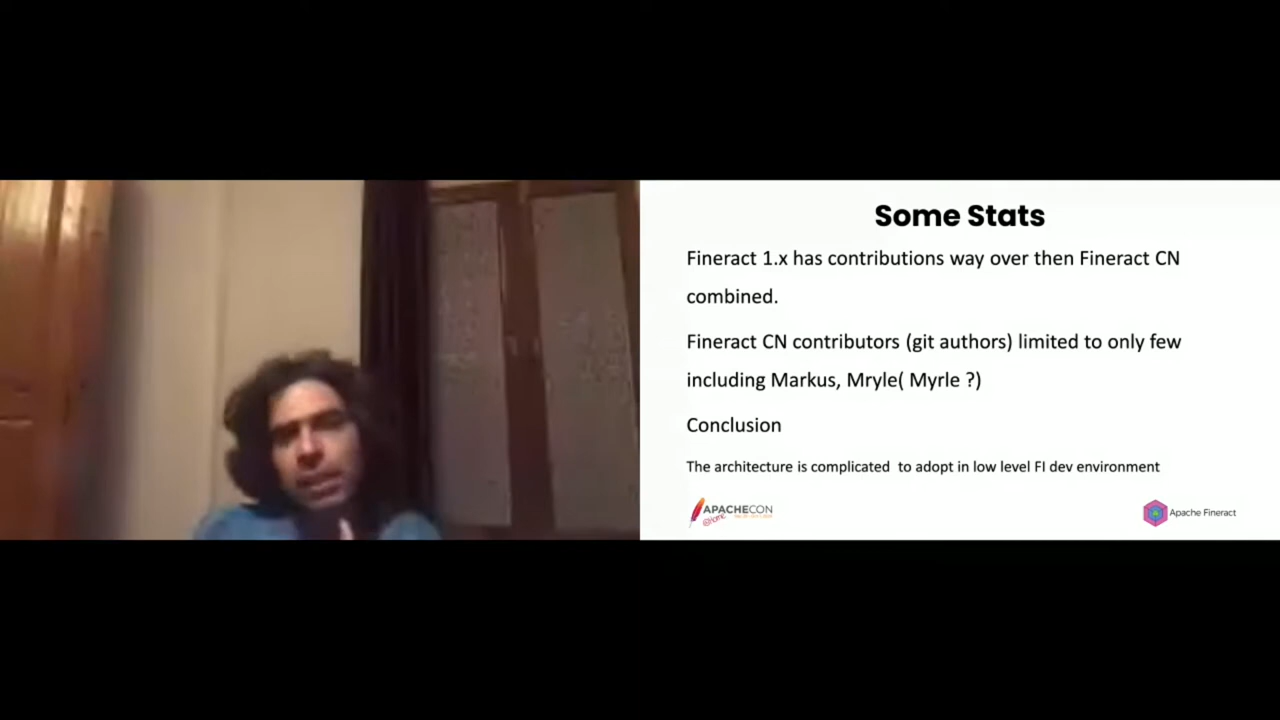 Some Stats
Fineract 1.x has contributions way over then Fineract CN
combined.
Fineract CN contributors (git authors) limited to only few
including Markus, Mryle( Myrle ?)
Conclusion
The architecture is complicated  to adopt in low level FI dev environment
APACHECON
@Home
Apache Fineract